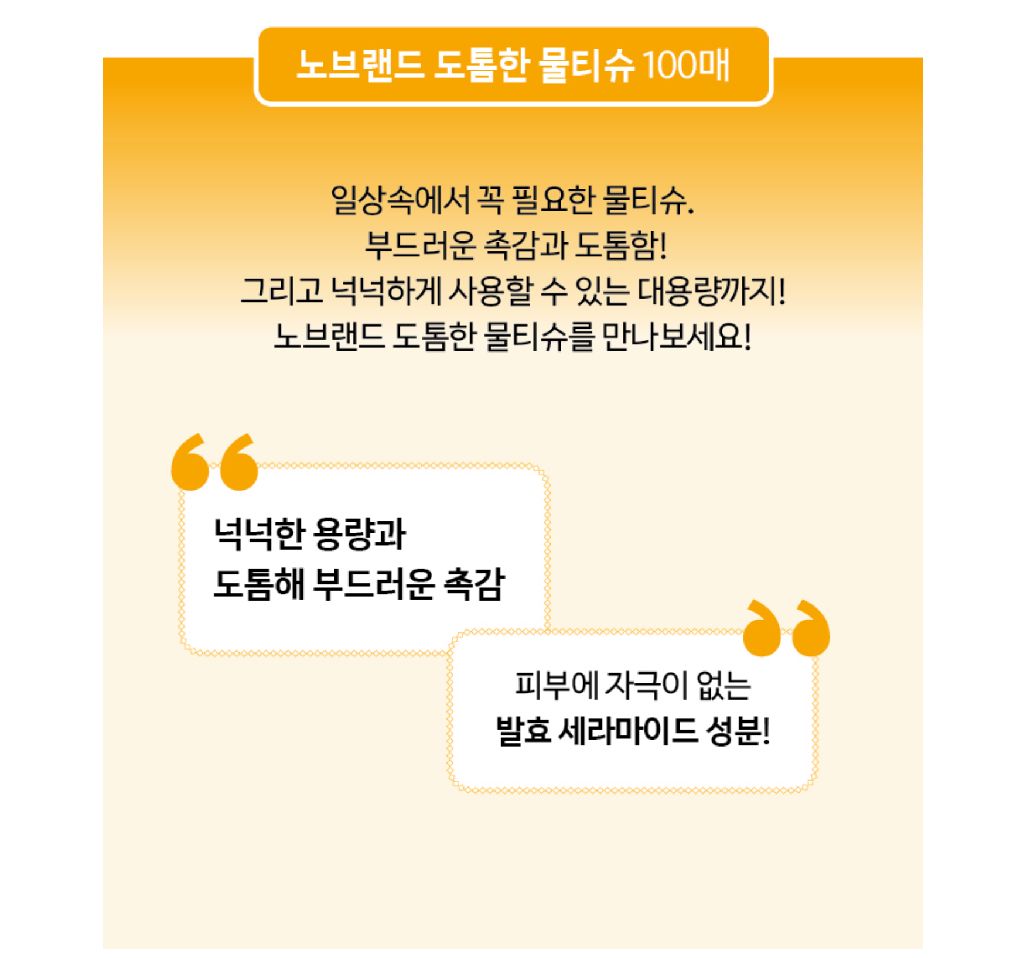 노브랜드 도톰한 물티슈 100매
일상속에서 꼭 필요한 물티슈.
부드러운 촉감과 도톰함!
그리고 넉넉하게 사용할 수 있는 대용량까지!
노브랜드 도톰한 물티슈를 만나보세요!
넉넉한 용량과
도톰해 부드러운 촉감
피부에 자극이 없는
발효 세라마이드 성분!